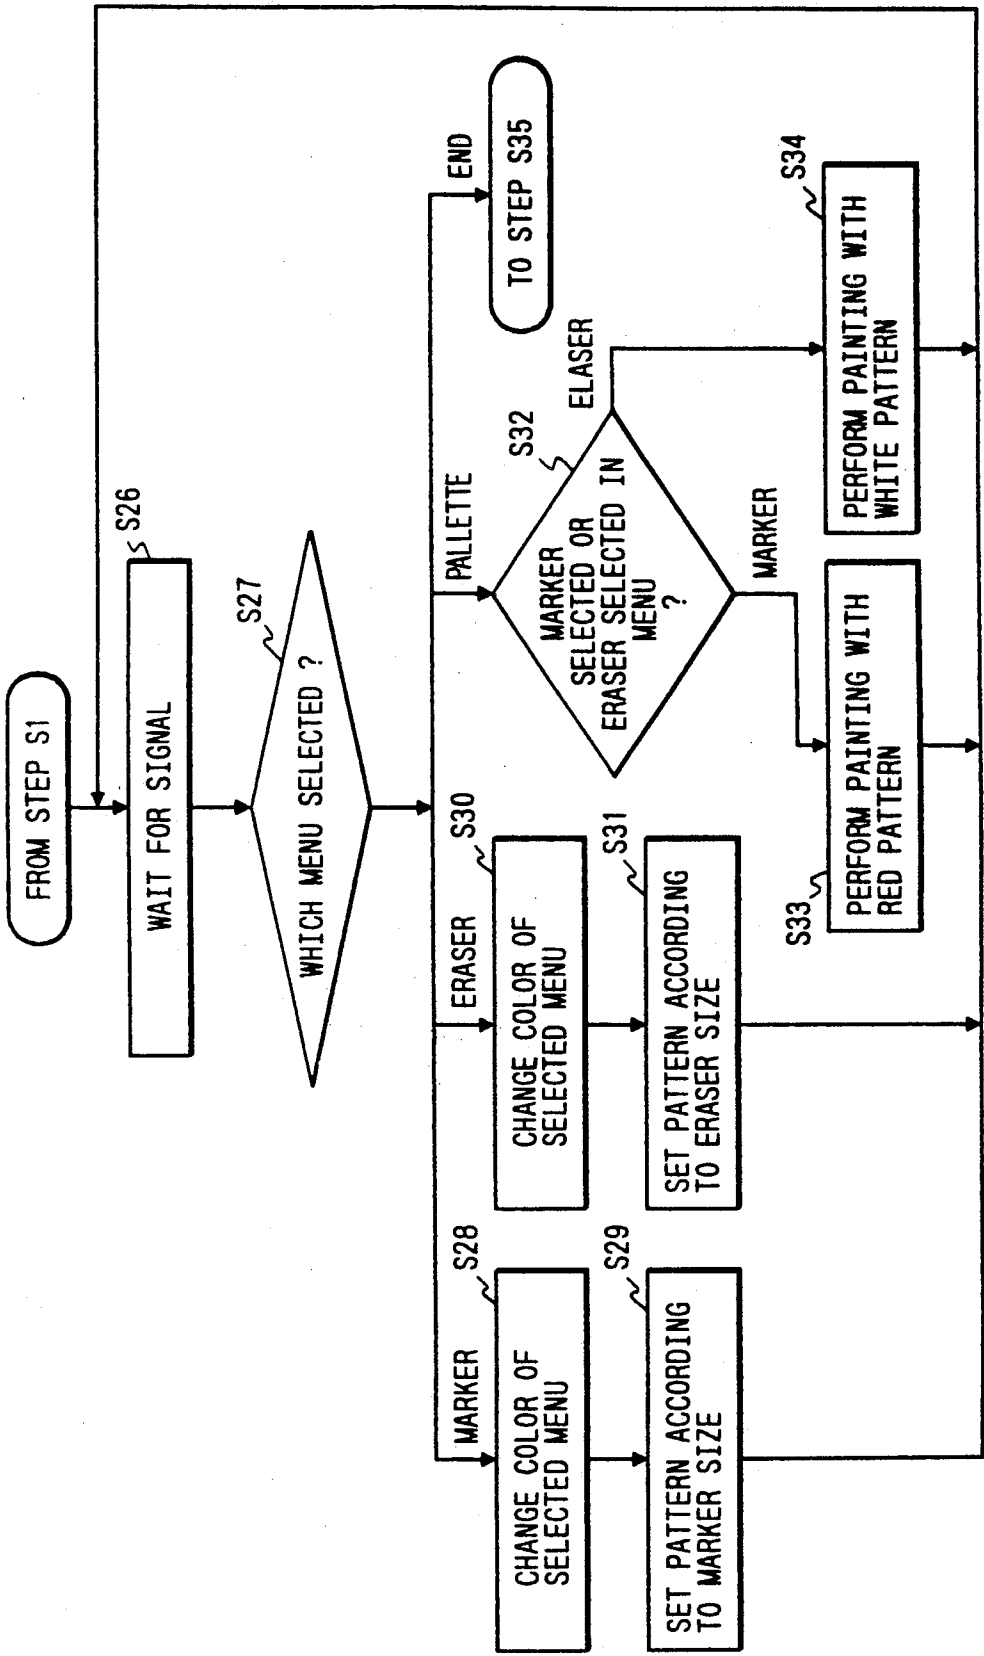 FROM STEP S1
S26
WAIT FOR SIGNAL
S27
WHICH MENU SELECTED ?
MARKER
S28
CHANGE COLOR OF
SELECTED MENU
S29
SET PATTERN ACCORDING
TO MARKER SIZE
ERASER
S30
CHANGE COLOR OF
SELECTED MENU
S31
SET PATTERN ACCORDING
TO ERASER SIZE
PALLETTE
S32
MARKER
SELECTED OR
ERASER SELECTED IN
MENU
?
MARKER
S33
PERFORM PAINTING WITH
RED PATTERN
ELASER
S34
PERFORM PAINTING WITH
WHITE PATTERN
END
TO STEP S35